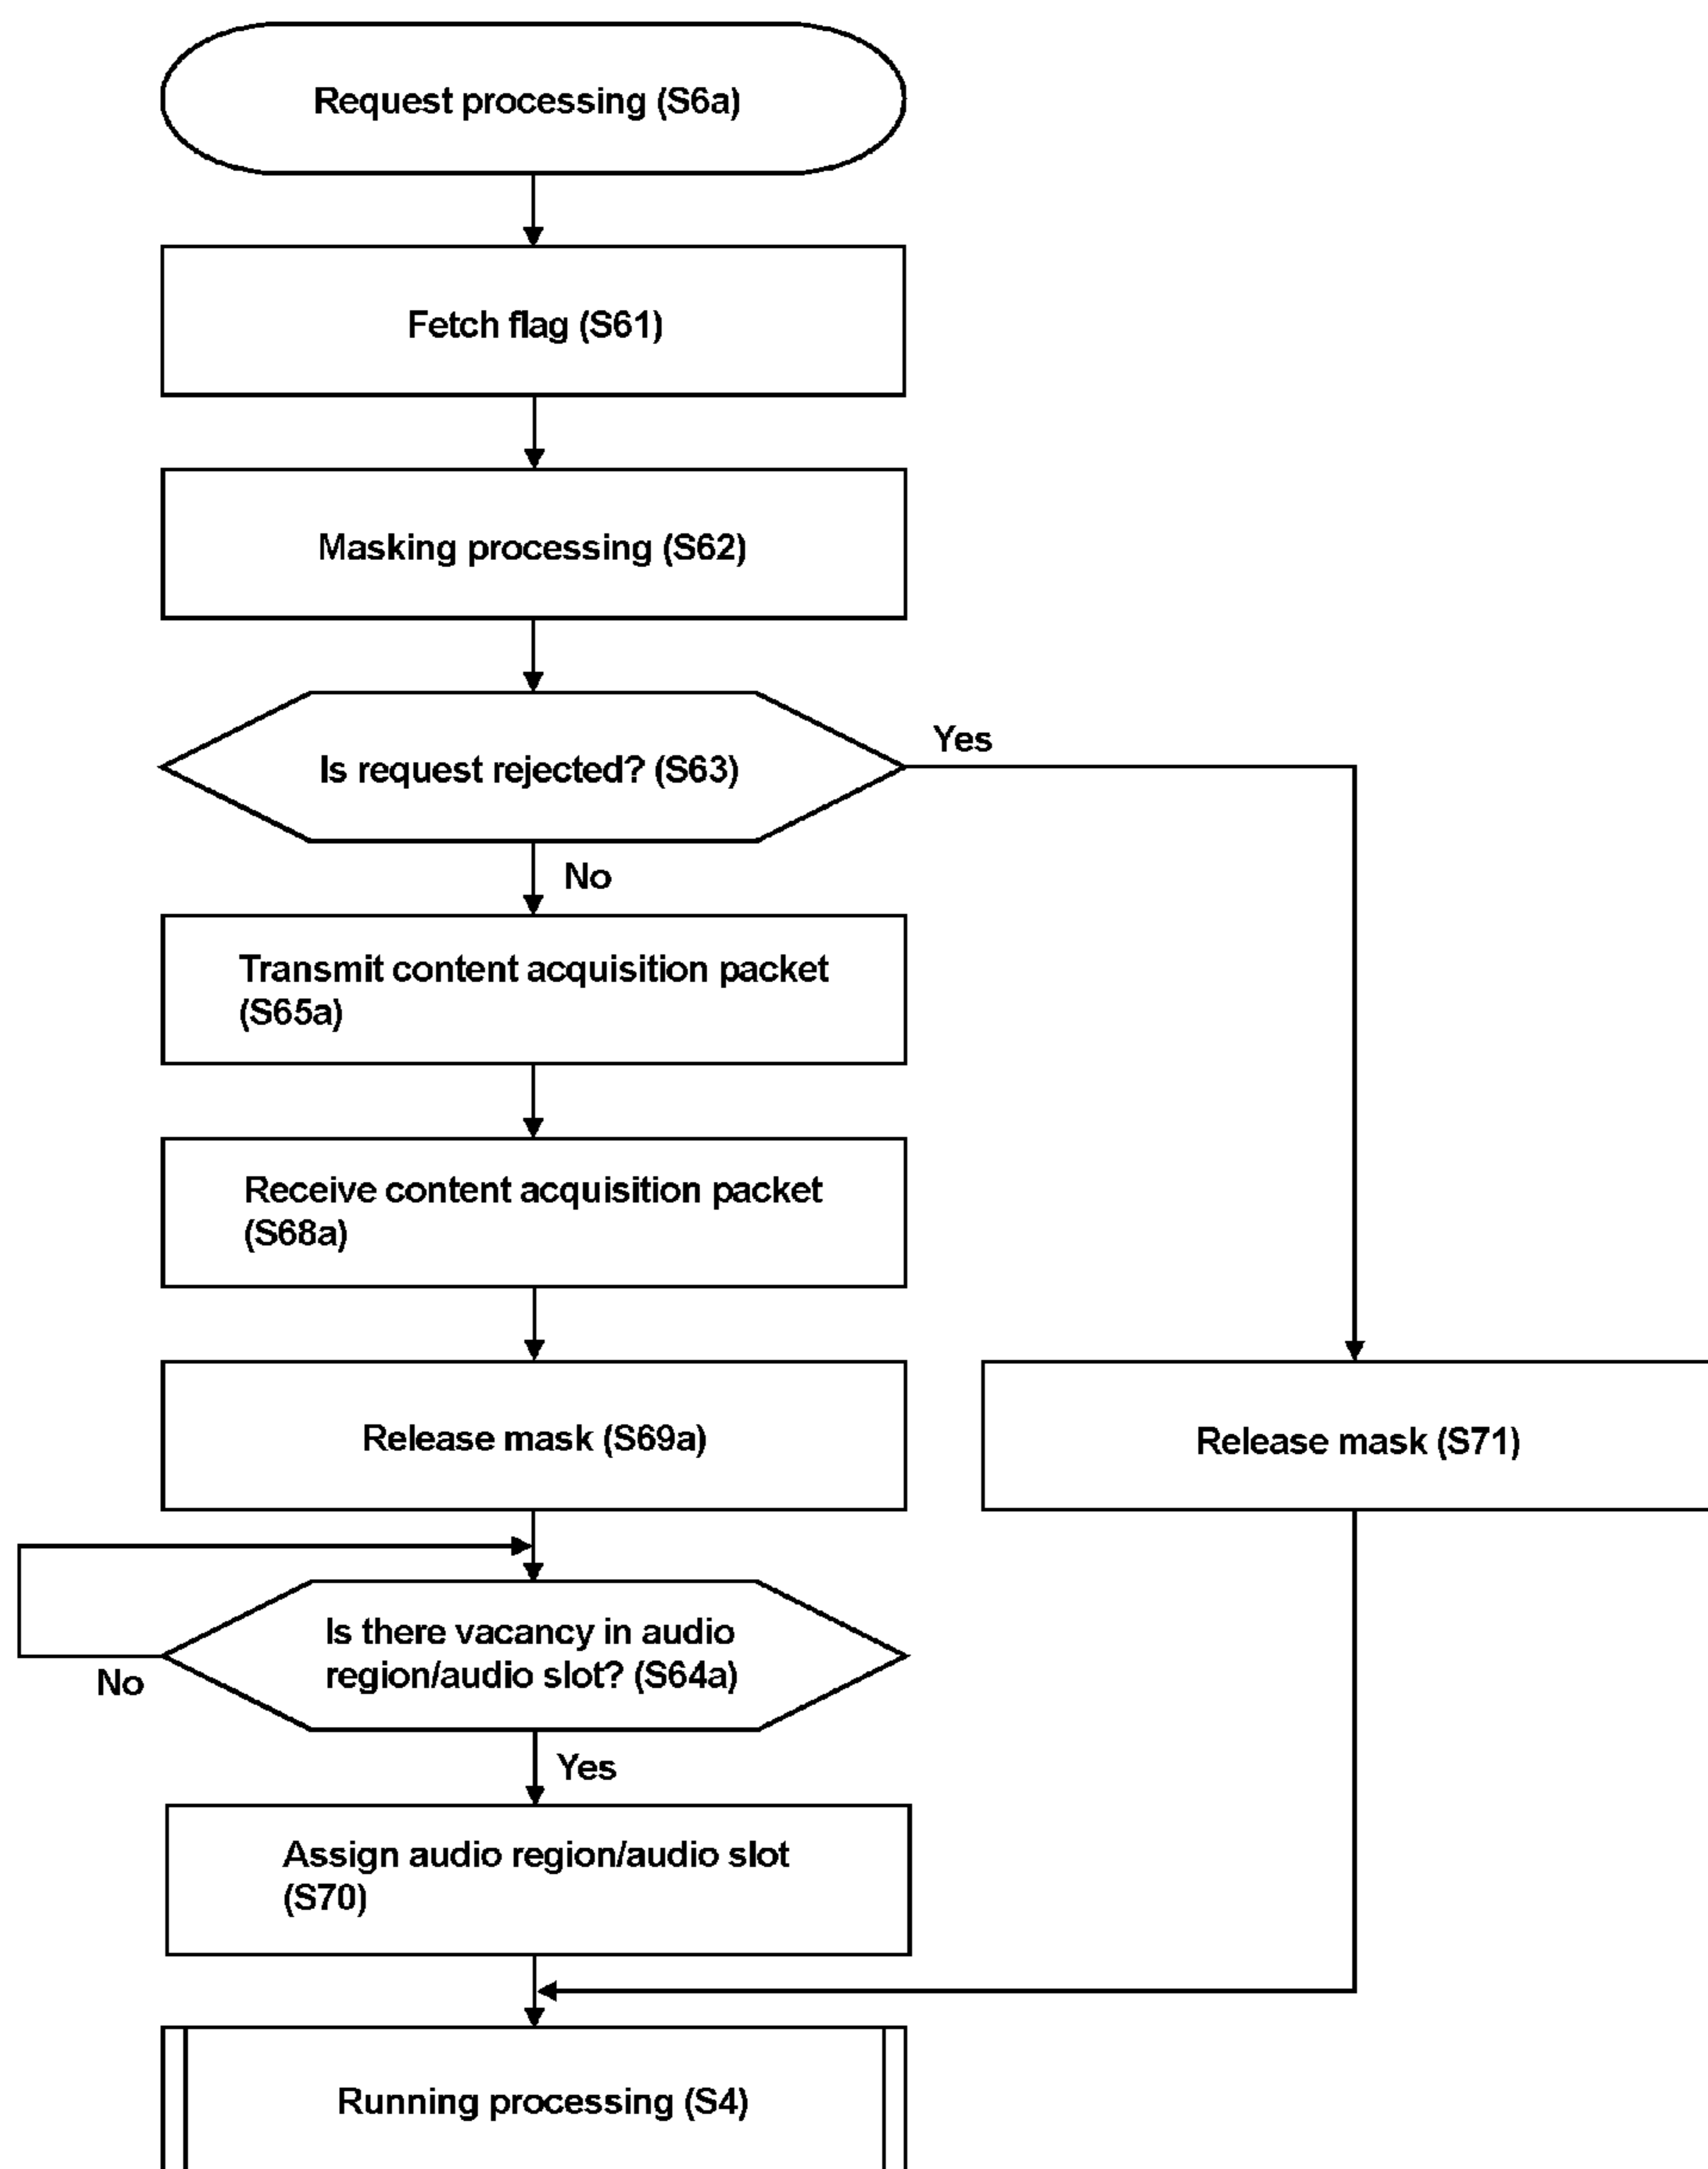 Request processing (S6a)
Fetch flag (S61)
Masking processing (S62)
Is request rejected? (S63)
Yes
No
Transmit content acquisition packet
(S65a)
Receive content acquisition packet
(S68a)
Release mask (S69a)
Release mask (S71)
Is there vacancy in audio
region/audio slot? (S64a)
No
Yes
Assign audio region/audio slot
(S70)
Running processing (S4)